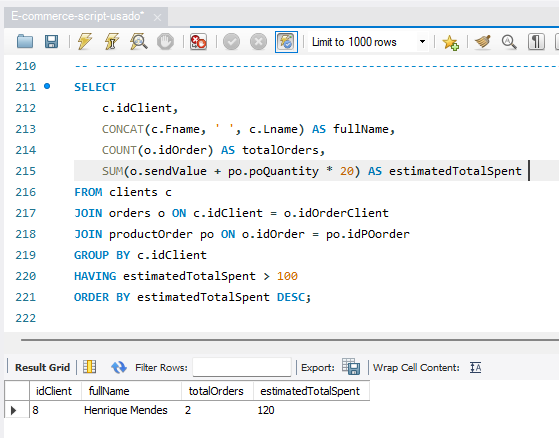 E-commerce-script-usado*
Limit to 1000 rows
210 -- --------------------------------------------------------------
211 SELECT
212 c.idClient,
213 CONCAT(c.Fname, ' ', c.Lname) AS fullName,
214 COUNT(o.idOrder) AS totalOrders,
215 SUM(o.sendValue + po.poQuantity * 20) AS estimatedTotalSpent
216 FROM clients c
217 JOIN orders o ON c.idClient = o.idOrderClient
218 JOIN productOrder po ON o.idOrder = po.idPOorder
219 GROUP BY c.idClient
220 HAVING estimatedTotalSpent > 100
221 ORDER BY estimatedTotalSpent DESC;
222
Result Grid Filter Rows: Export: Wrap Cell Content:
idClient fullName totalOrders estimatedTotalSpent
8 Henrique Mendes 2 120